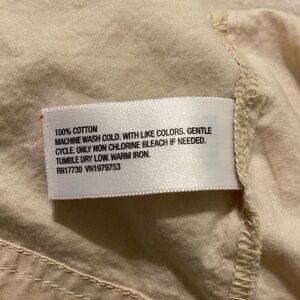 100% COTTON
MACHINE WASH COLD. WITH LIKE COLORS. GENTLE
CYCLE. ONLY NON CHLORINE BLEACH IF NEEDED.
TUMBLE DRY LOW. WARM IRON.
RN17730 VN1979753